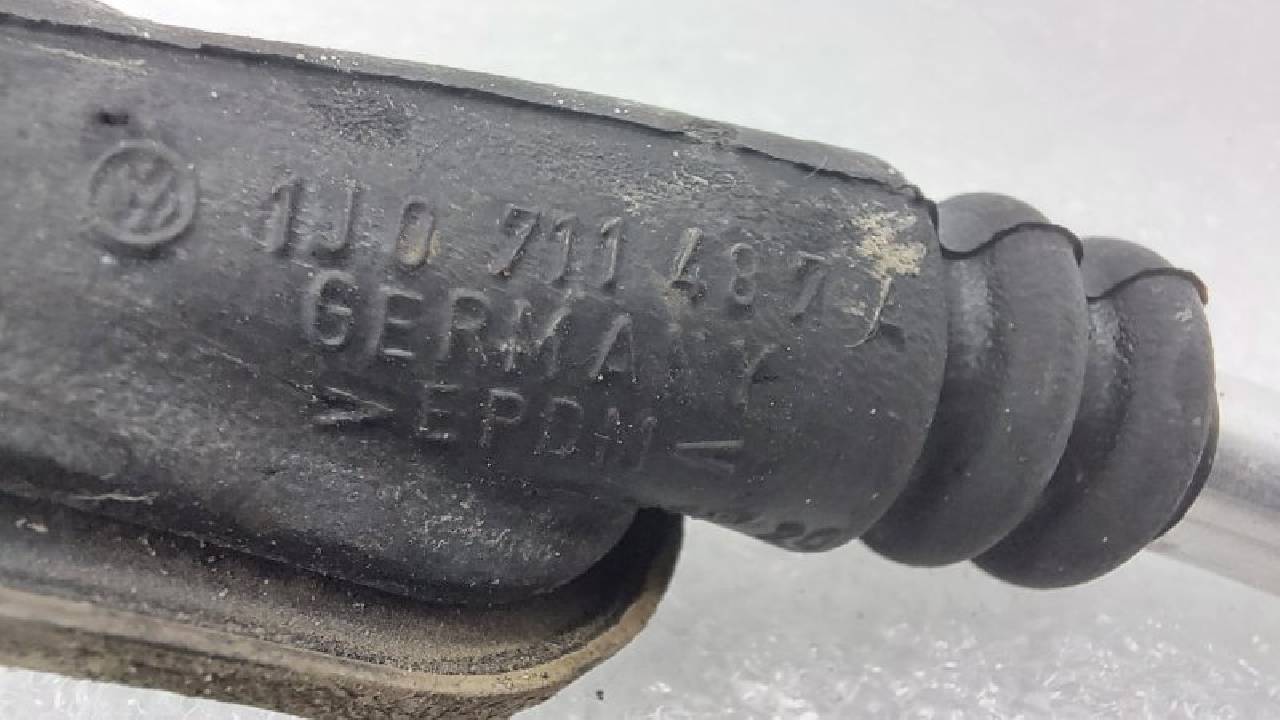 1J0 711 487
GERMANY
>EPDM<